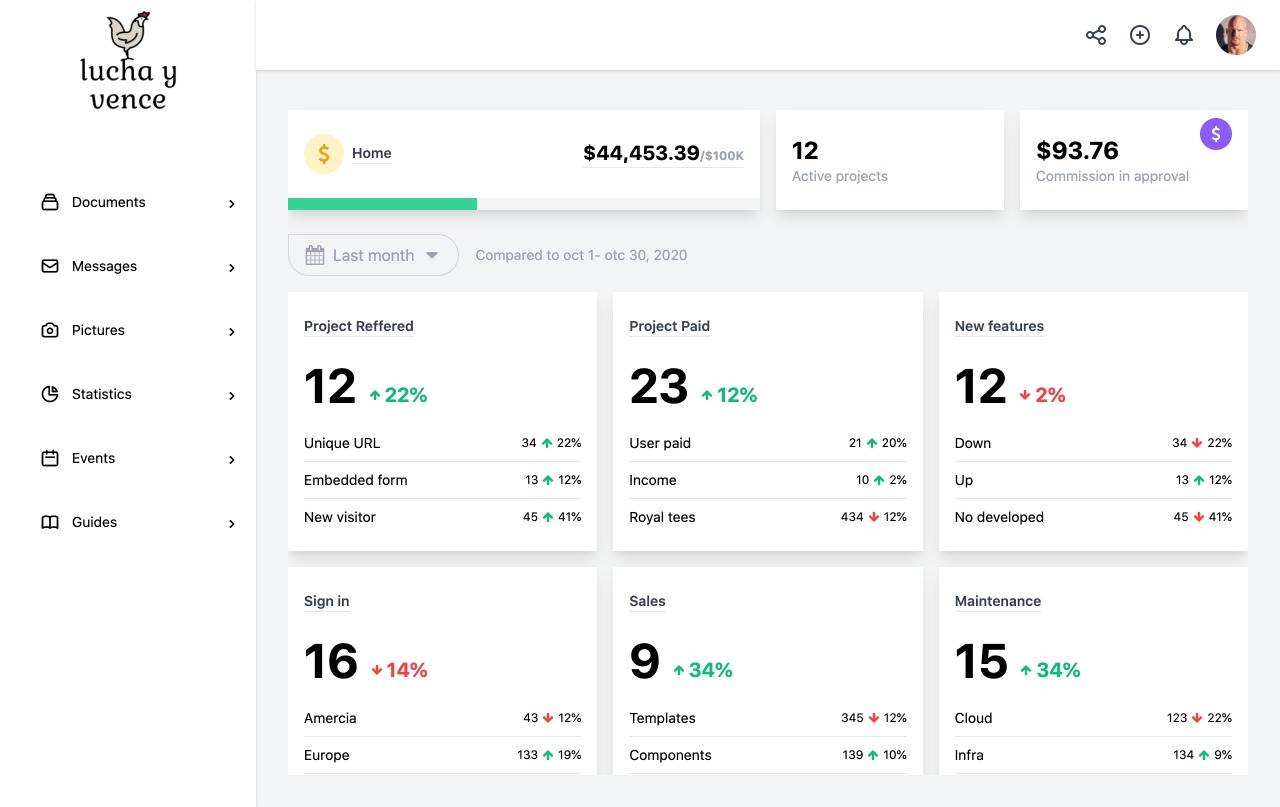 lucha y
vence
Documents
Messages
Pictures
Statistics
Events
Guides
$
Home
$44,453.39/$100K
12
Active projects
$93.76
Commission in approval
$
Last month
Compared to oct 1- otc 30, 2020
Project Reffered
12 22%
Unique URL 34 22%
Embedded form 13 12%
New visitor 45 41%
Project Paid
23 12%
User paid 21 20%
Income 10 2%
Royal tees 434 12%
New features
12 2%
Down 34 22%
Up 13 12%
No developed 45 41%
Sign in
16 14%
Amercia 43 12%
Europe 133 19%
Sales
9 34%
Templates 345 12%
Components 139 10%
Maintenance
15 34%
Cloud 123 22%
Infra 134 9%